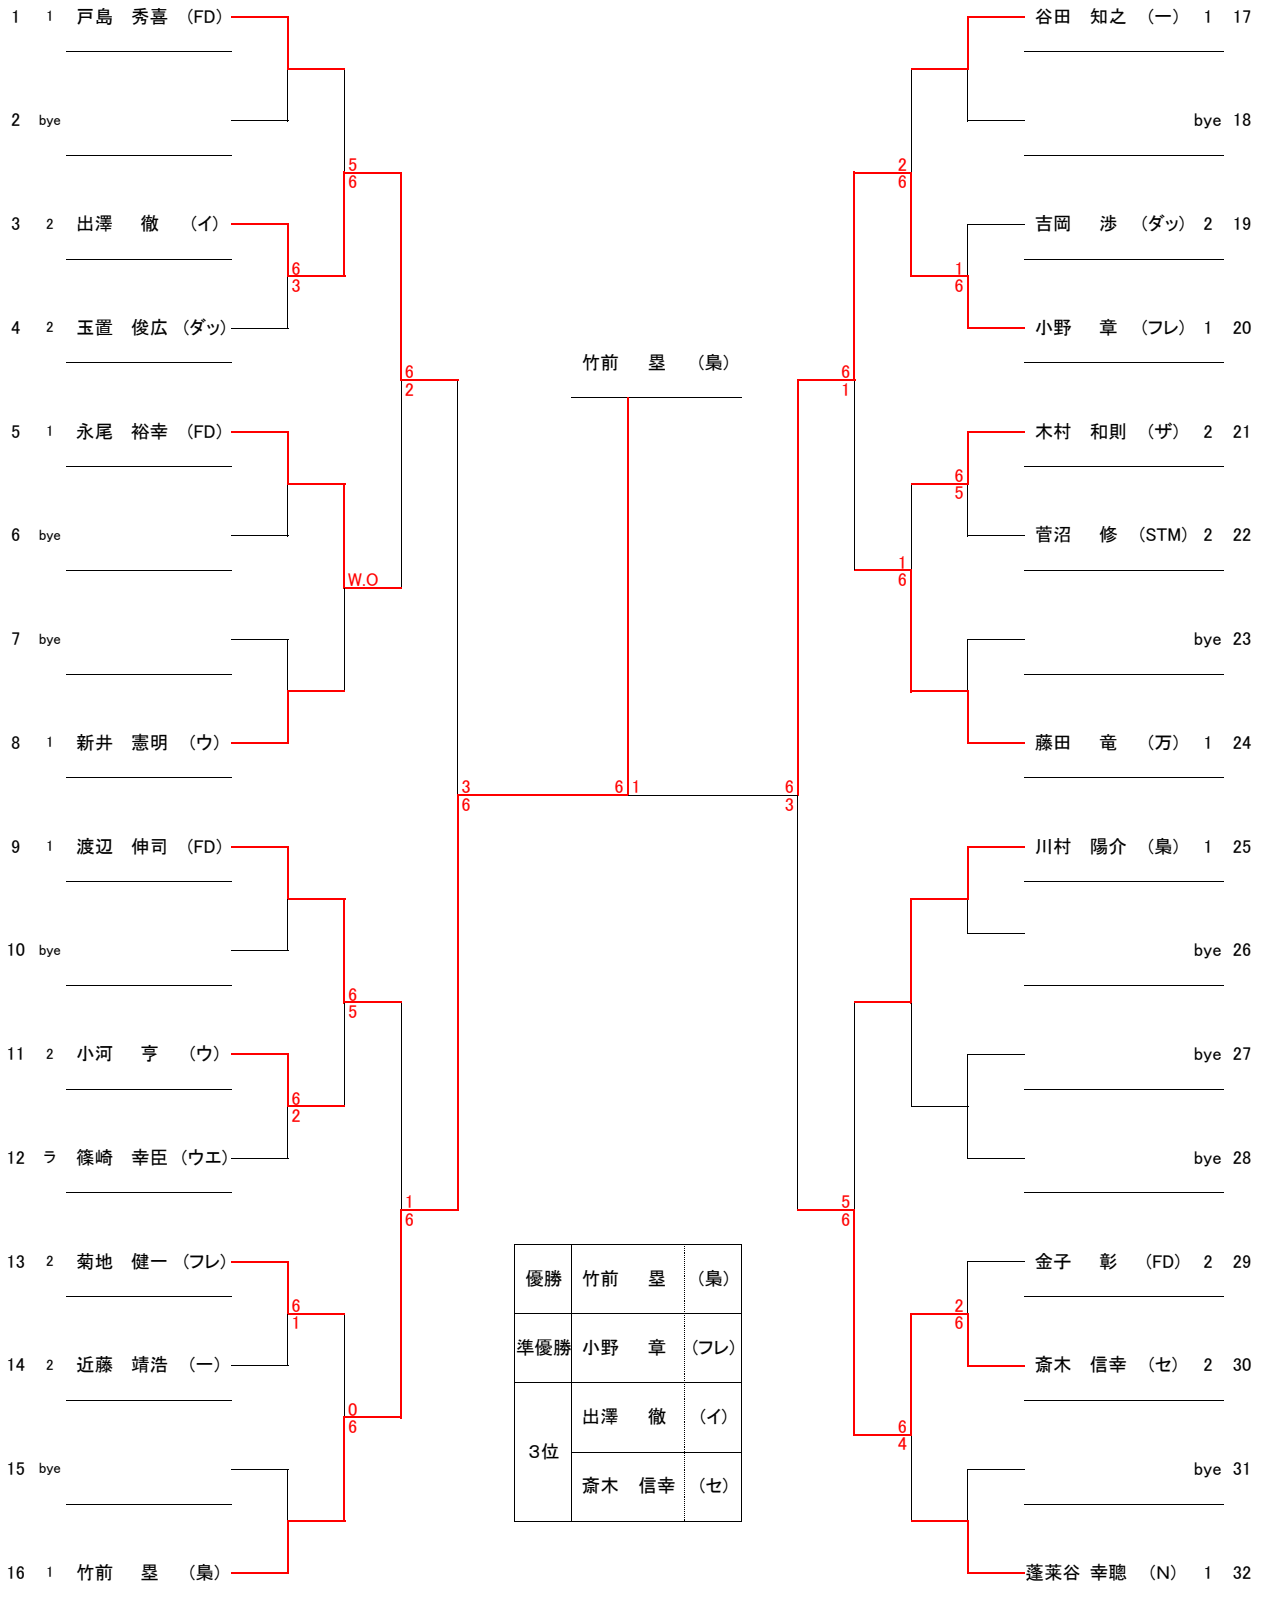 1 1 戸島 秀喜 (FD)
2 bye
5
6
3 2 出澤 徹 (イ)
6
3
4 2 玉置 俊広 (ダッ)
6
2
5 1 永尾 裕幸 (FD)
6 bye
W.O
7 bye
8 1 新井 憲明 (ウ)
3
6
9 1 渡辺 伸司 (FD)
10 bye
6
5
11 2 小河 亨 (ウ)
6
2
12 ラ 篠崎 幸臣 (ウエ)
1
6
13 2 菊地 健一 (フレ)
6
1
14 2 近藤 靖浩 (一)
0
6
15 bye
16 1 竹前 塁 (梟)
竹前 塁 (梟)
6 1
優勝 竹前 塁 (梟)
準優勝 小野 章 (フレ)
3位 出澤 徹 (イ)
斎木 信幸 (セ)
谷田 知之 (一) 1 17
bye 18
2
6
吉岡 渉 (ダッ) 2 19
1
6
小野 章 (フレ) 1 20
6
1
木村 和則 (ザ) 2 21
6
5
菅沼 修 (STM) 2 22
1
6
bye 23
藤田 竜 (万) 1 24
6
3
川村 陽介 (梟) 1 25
bye 26
bye 27
bye 28
5
6
金子 彰 (FD) 2 29
2
6
斎木 信幸 (セ) 2 30
6
4
bye 31
蓬莱谷 幸聰 (N) 1 32